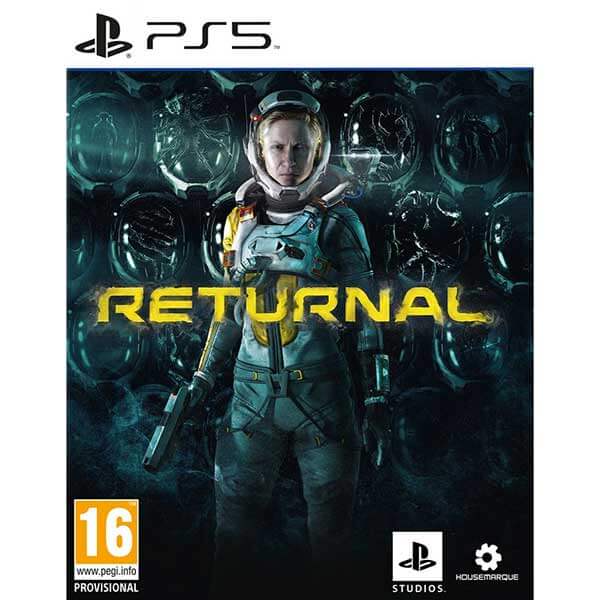 PS5
RETURNAL
16
www.pegi.info
PROVISIONAL
STUDIOS
HOUSEMARQUE